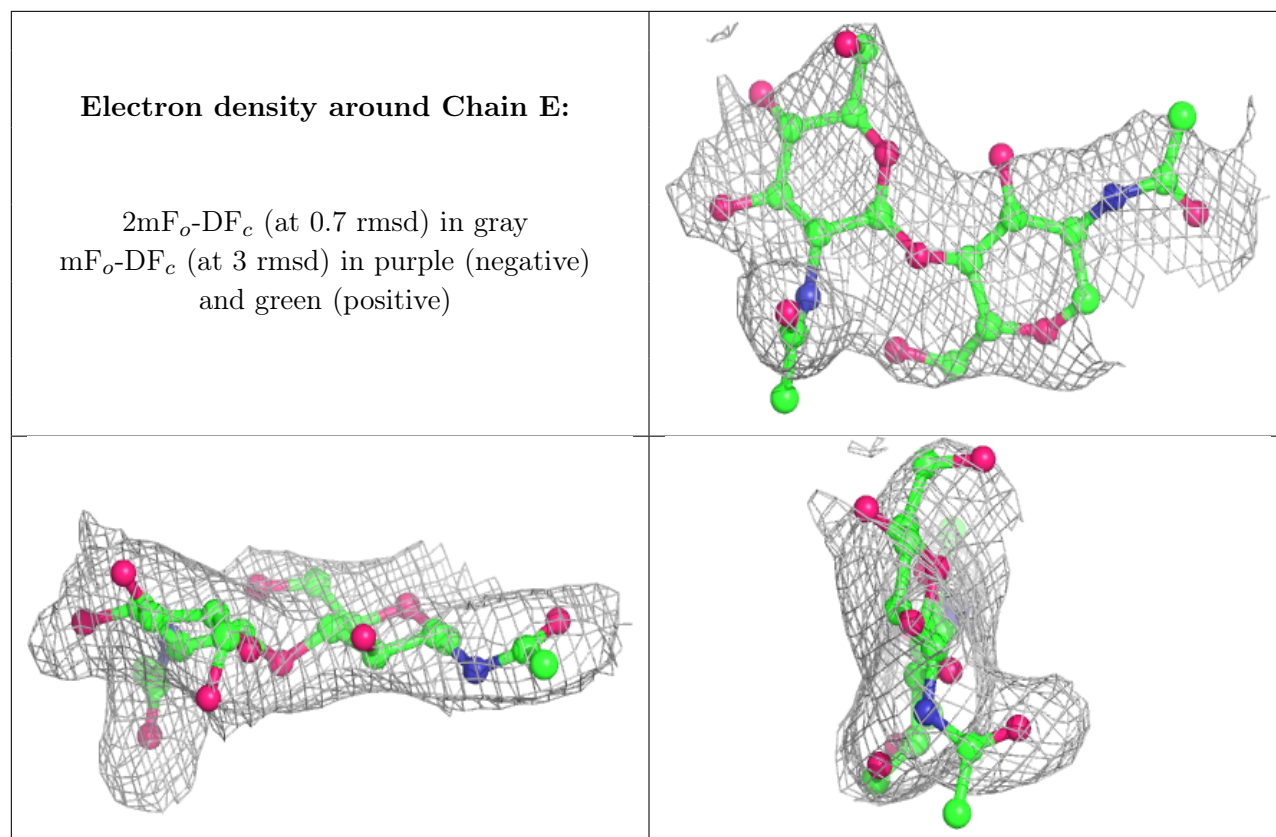 Electron density around Chain E:
2mFo-DFc (at 0.7 rmsd) in gray
mFo-DFc (at 3 rmsd) in purple (negative)
and green (positive)